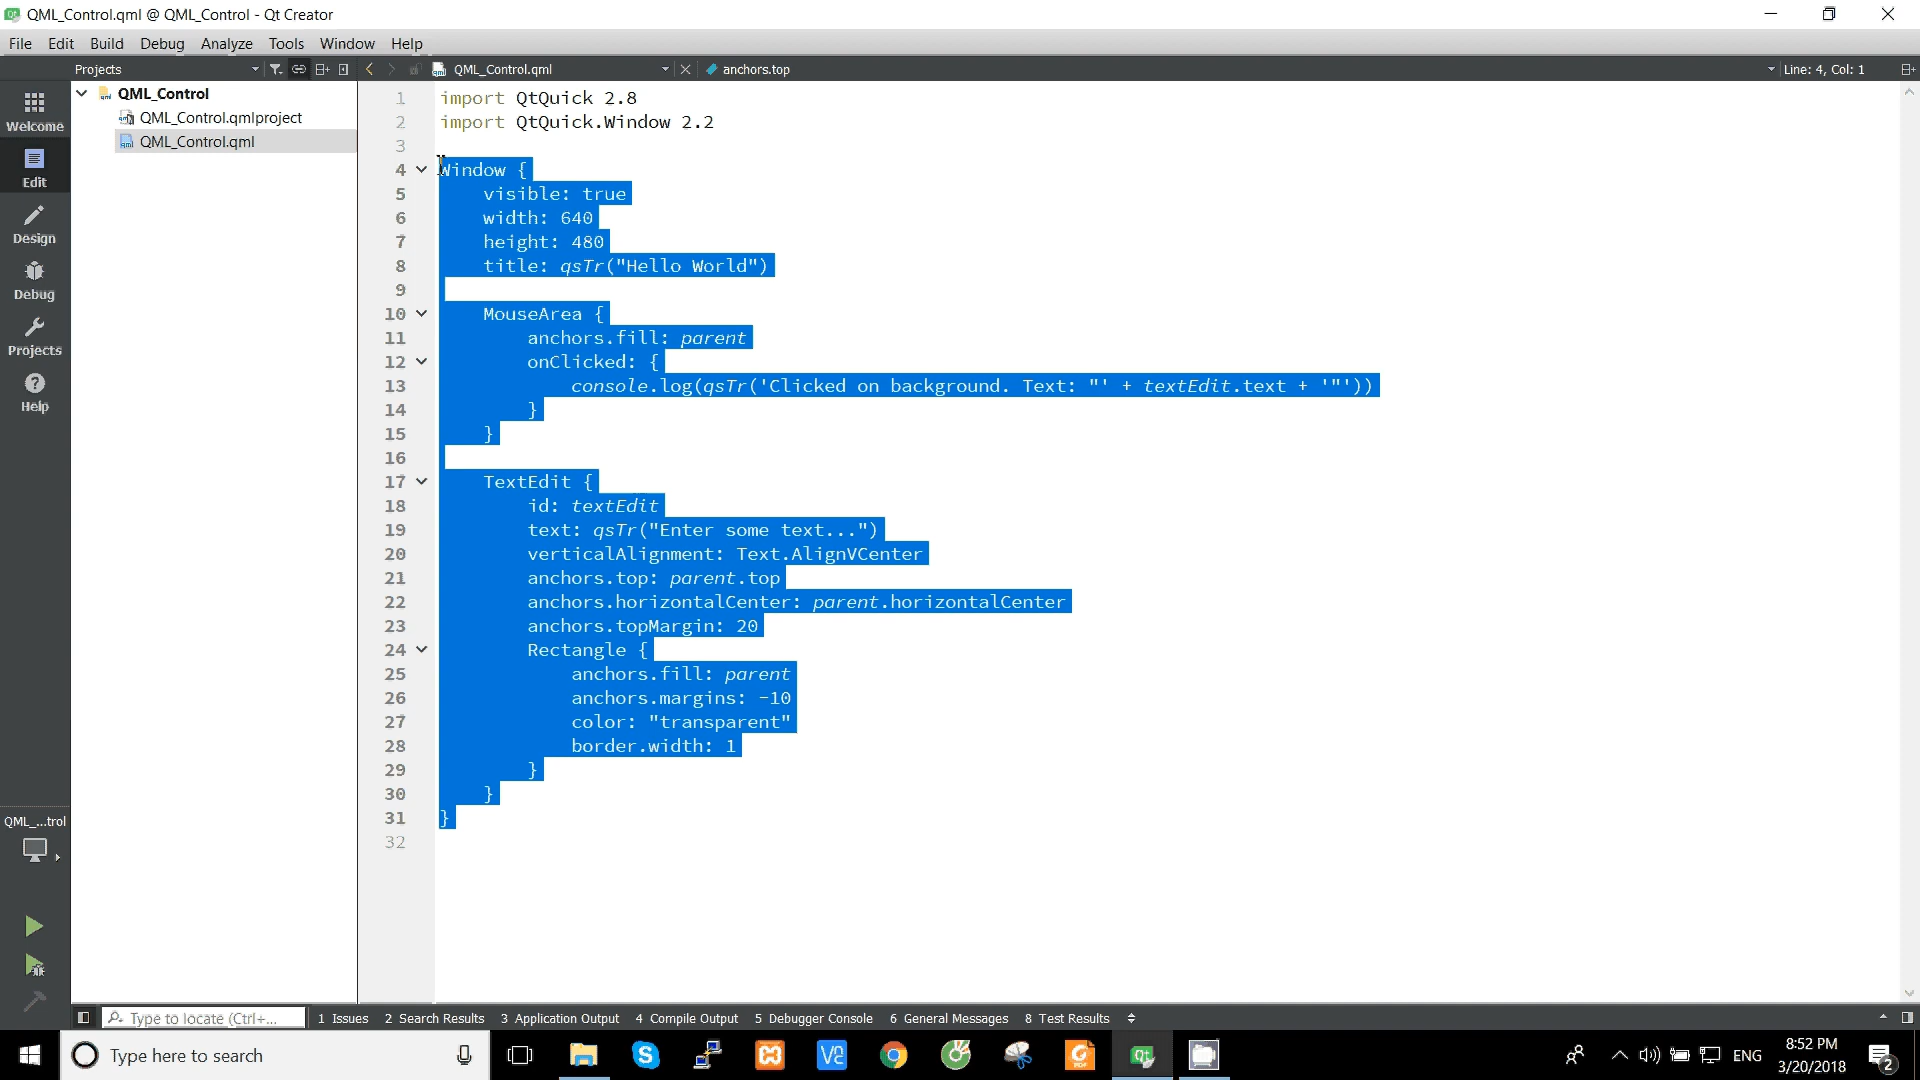 QML_Control.qml @ QML_Control - Qt Creator
File Edit Build Debug Analyze Tools Window Help
Projects QML_Control.qml anchors.top Line: 4, Col: 1
QML_Control
QML_Control.qmlproject
QML_Control.qml
Welcome
Edit
Design
Debug
Projects
Help
QML_...trol
1 import QtQuick 2.8
2 import QtQuick.Window 2.2
3
4 Window {
5 visible: true
6 width: 640
7 height: 480
8 title: qsTr("Hello World")
9
10 MouseArea {
11 anchors.fill: parent
12 onClicked: {
13 console.log(qsTr('Clicked on background. Text: "' + textEdit.text + '"'))
14 }
15 }
16
17 TextEdit {
18 id: textEdit
19 text: qsTr("Enter some text...")
20 verticalAlignment: Text.AlignVCenter
21 anchors.top: parent.top
22 anchors.horizontalCenter: parent.horizontalCenter
23 anchors.topMargin: 20
24 Rectangle {
25 anchors.fill: parent
26 anchors.margins: -10
27 color: "transparent"
28 border.width: 1
29 }
30 }
31 }
32
Type to locate (Ctrl+... 1 Issues 2 Search Results 3 Application Output 4 Compile Output 5 Debugger Console 6 General Messages 8 Test Results
Type here to search ENG 8:52 PM
3/20/2018 2